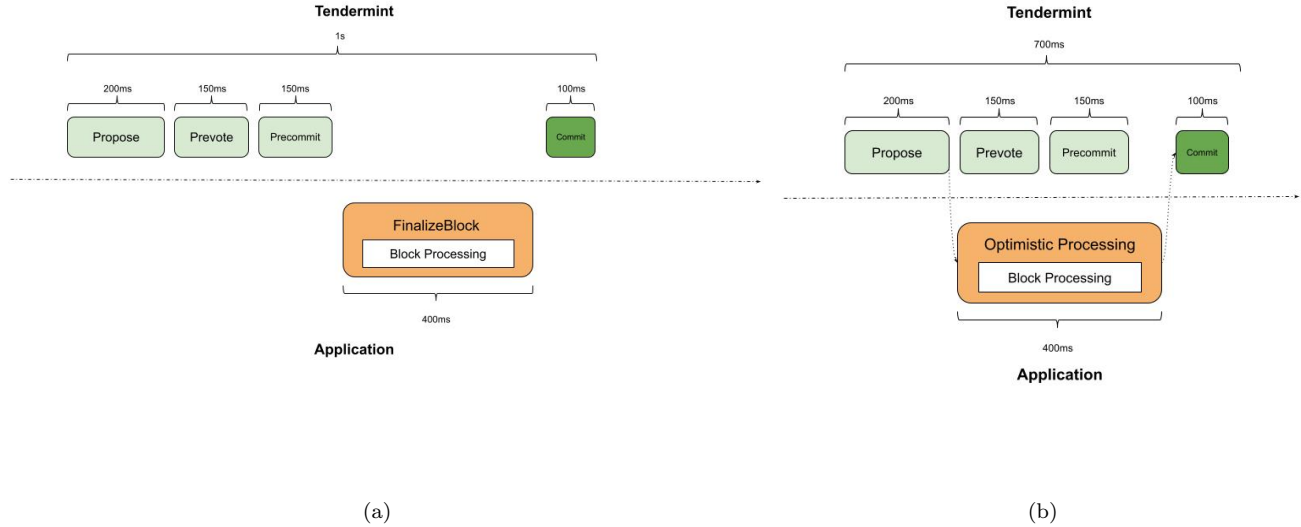 Tendermint
1s
200ms 150ms 150ms 100ms
Propose Prevote Precommit Commit
FinalizeBlock
Block Processing
400ms
Application
(a)
Tendermint
700ms
200ms 150ms 150ms 100ms
Propose Prevote Precommit Commit
Optimistic Processing
Block Processing
400ms
Application
(b)